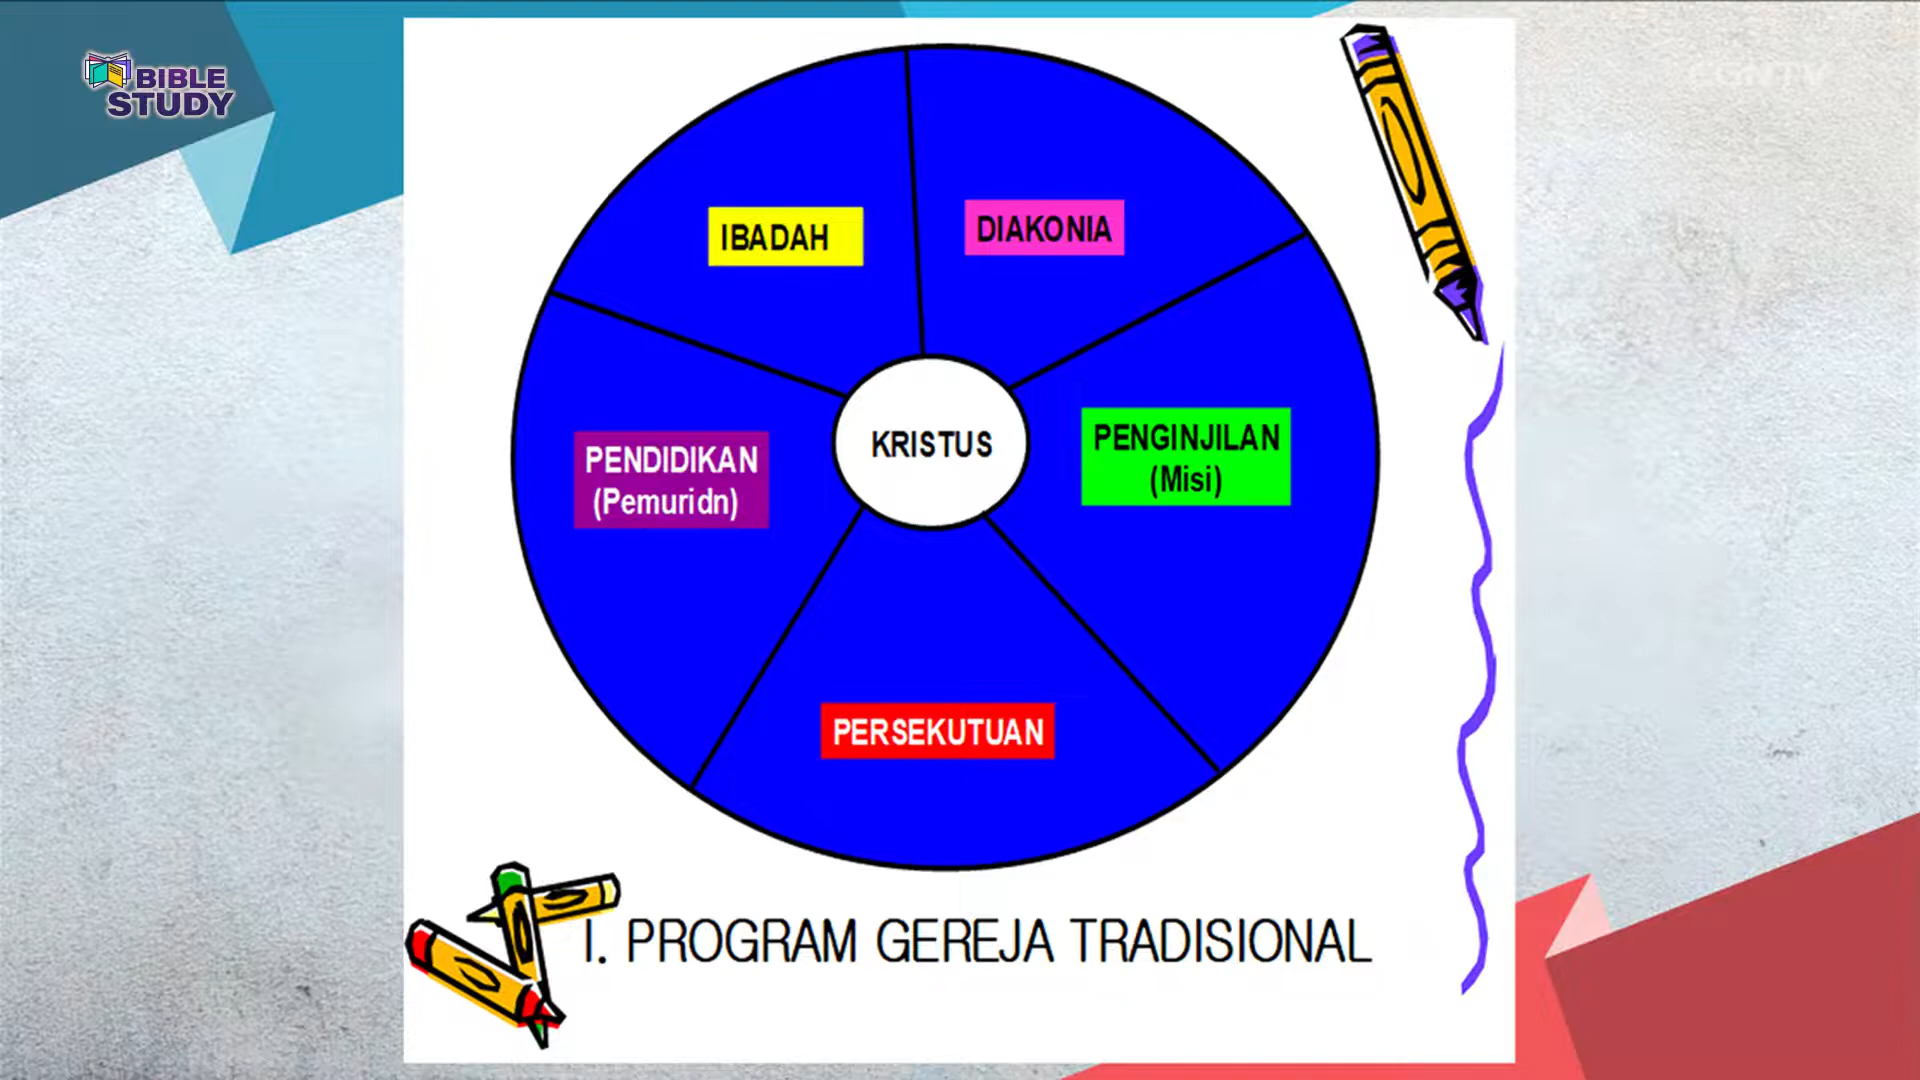 BIBLE
STUDY
IBADAH
DIAKONIA
PENDIDIKAN
(Pemuridn)
KRISTUS
PENGINJILAN
(Misi)
PERSEKUTUAN
I. PROGRAM GEREJA TRADISIONAL